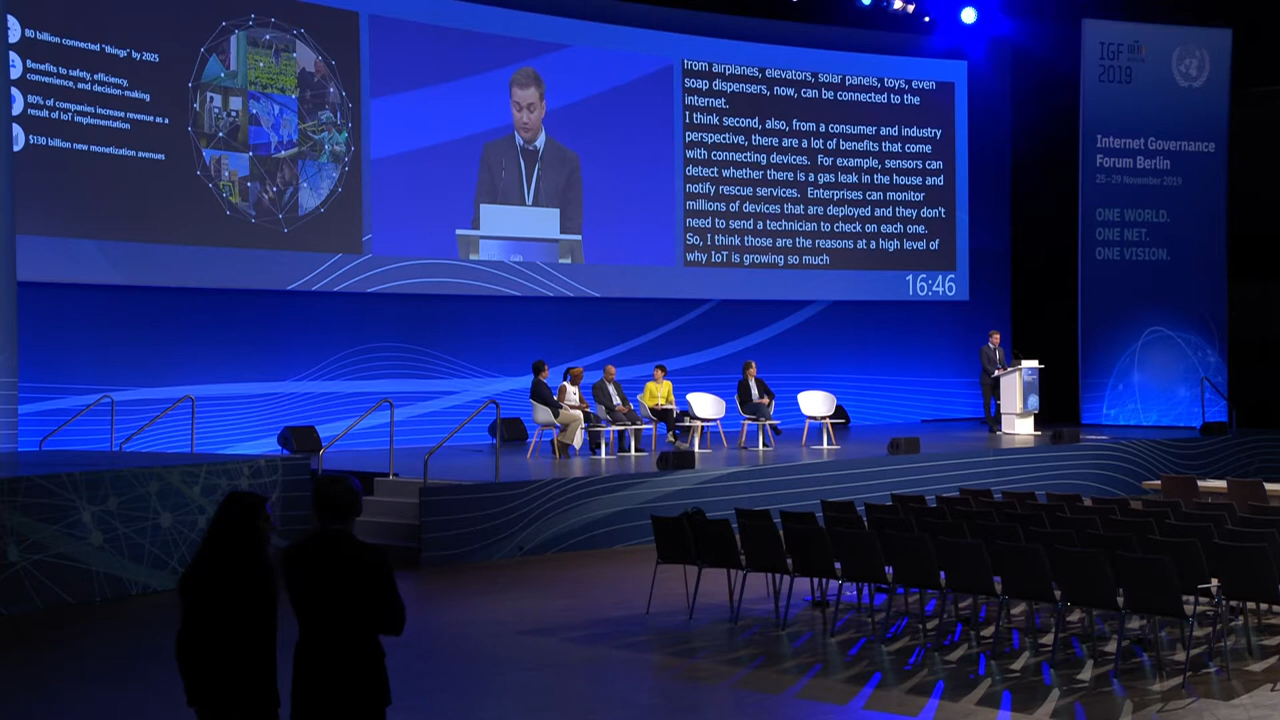 80 billion connected "things" by 2025
Benefits to safety, efficiency,
convenience, and decision-making
80% of companies increase revenue as a
result of IoT implementation
$130 billion new monetization avenues
from airplanes, elevators, solar panels, toys, even
soap dispensers, now, can be connected to the
internet.
I think second, also, from a consumer and industry
perspective, there are a lot of benefits that come
with connecting devices. For example, sensors can
detect whether there is a gas leak in the house and
notify rescue services. Enterprises can monitor
millions of devices that are deployed and they don't
need to send a technician to check on each one.
So, I think those are the reasons at a high level of
why IoT is growing so much
16:46
IGF
2019
Internet Governance
Forum Berlin
25–29 November 2019
ONE WORLD.
ONE NET.
ONE VISION.